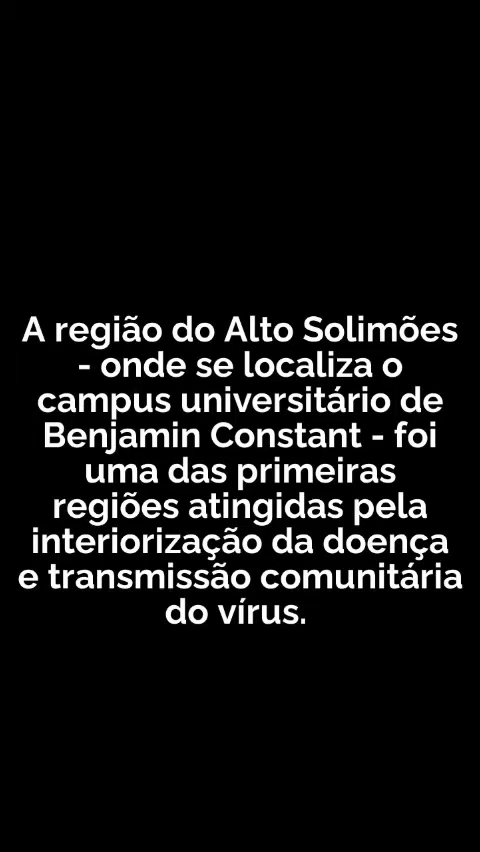 A região do Alto Solimões
- onde se localiza o
campus universitário de
Benjamin Constant - foi
uma das primeiras
regiões atingidas pela
interiorização da doença
e transmissão comunitária
do vírus.